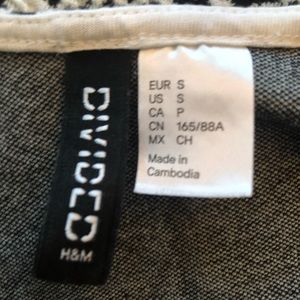 DIVIDED
H&M
EUR S
US S
CA P
CN 165/88A
MX CH
Made in
Cambodia